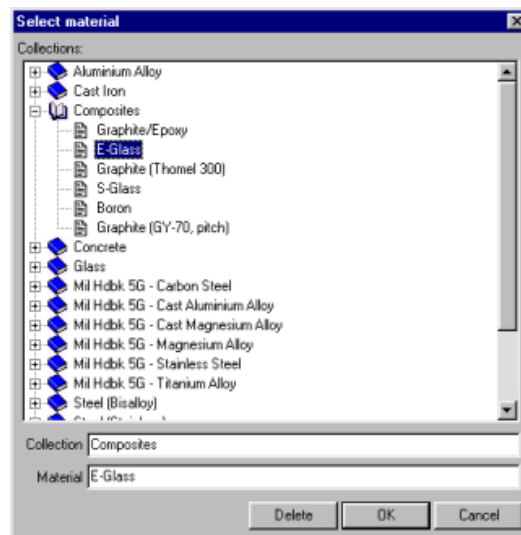 Select material
Collections:
Aluminium Alloy
Cast Iron
Composites
Graphite/Epoxy
E-Glass
Graphite (Thornel 300)
S-Glass
Boron
Graphite (GY-70, pitch)
Concrete
Glass
Mil Hdbk 5G - Carbon Steel
Mil Hdbk 5G - Cast Aluminium Alloy
Mil Hdbk 5G - Cast Magnesium Alloy
Mil Hdbk 5G - Magnesium Alloy
Mil Hdbk 5G - Stainless Steel
Mil Hdbk 5G - Titanium Alloy
Steel (Bisalloy)
Collection Composites
Material E-Glass
Delete OK Cancel